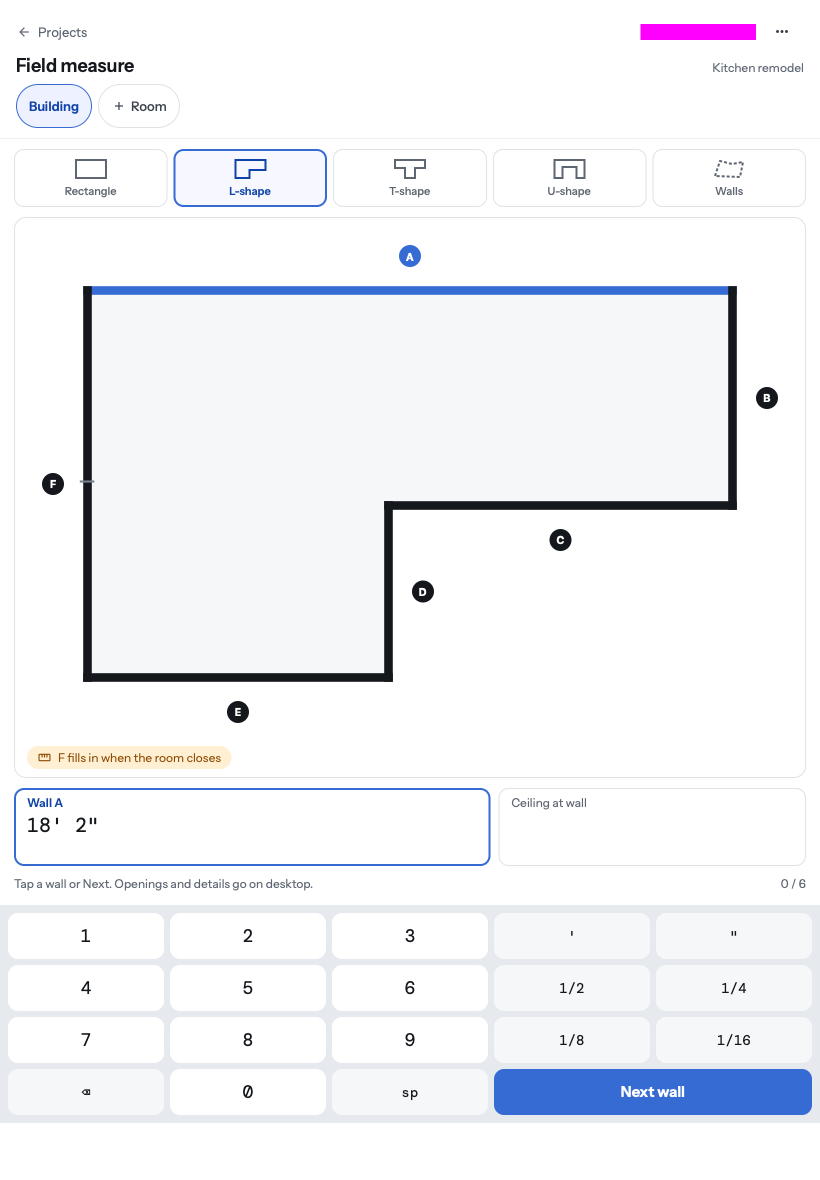 Projects
Field measure
Kitchen remodel
Building
+ Room
Rectangle
L-shape
T-shape
U-shape
Walls
A
B
F
C
D
E
F fills in when the room closes
Wall A
18' 2"
Ceiling at wall
Tap a wall or Next. Openings and details go on desktop.
0 / 6
1 2 3 ' "
4 5 6 1/2 1/4
7 8 9 1/8 1/16
⌫ 0 sp Next wall